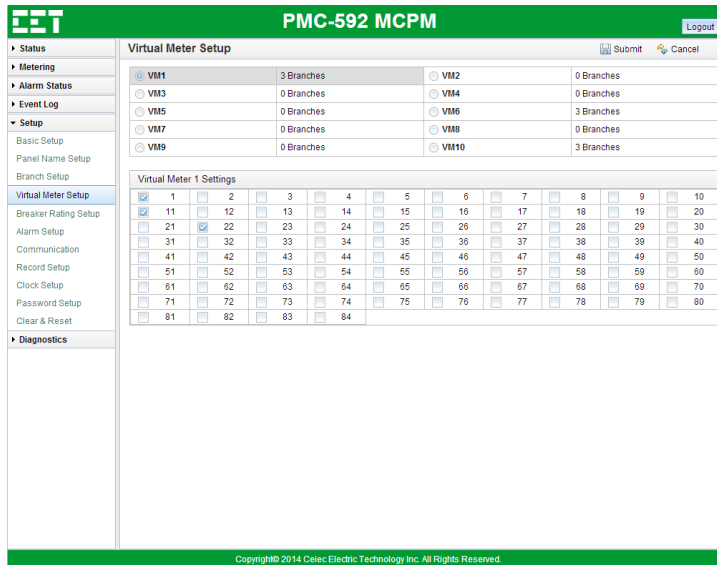 CET PMC-592 MCPM Logout
Status
Metering
Alarm Status
Event Log
Setup
Basic Setup
Panel Name Setup
Branch Setup
Virtual Meter Setup
Breaker Rating Setup
Alarm Setup
Communication
Record Setup
Clock Setup
Password Setup
Clear & Reset
Diagnostics
Virtual Meter Setup Submit Cancel
VM1 3 Branches VM2 0 Branches
VM3 0 Branches VM4 0 Branches
VM5 0 Branches VM6 3 Branches
VM7 0 Branches VM8 0 Branches
VM9 0 Branches VM10 3 Branches
Virtual Meter 1 Settings
1 2 3 4 5 6 7 8 9 10
11 12 13 14 15 16 17 18 19 20
21 22 23 24 25 26 27 28 29 30
31 32 33 34 35 36 37 38 39 40
41 42 43 44 45 46 47 48 49 50
51 52 53 54 55 56 57 58 59 60
61 62 63 64 65 66 67 68 69 70
71 72 73 74 75 76 77 78 79 80
81 82 83 84
Copyright© 2014 Ceiec Electric Technology Inc. All Rights Reserved.